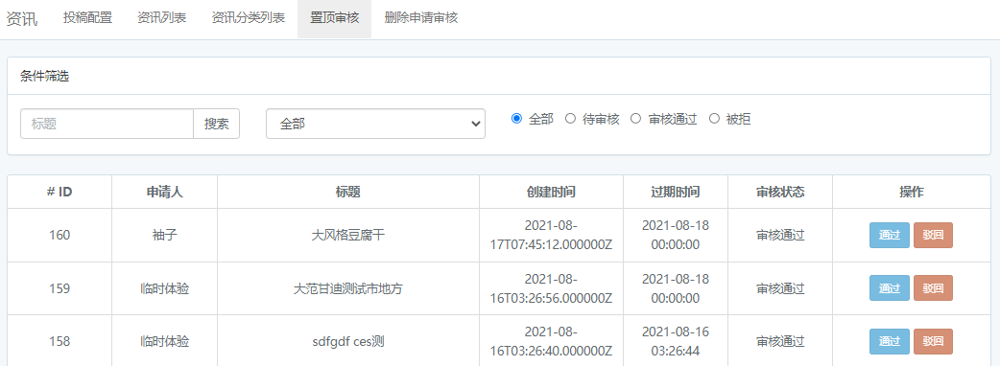 资讯 投稿配置 资讯列表 资讯分类列表 置顶审核 删除申请审核
条件筛选
标题 搜索 全部 全部 待审核 审核通过 被拒
# ID 申请人 标题 创建时间 过期时间 审核状态 操作
160 袖子 大风格豆腐干 2021-08-17T07:45:12.000000Z 2021-08-18 00:00:00 审核通过 通过 驳回
159 临时体验 大范甘迪测试市地方 2021-08-16T03:26:56.000000Z 2021-08-18 00:00:00 审核通过 通过 驳回
158 临时体验 sdfgdf ces测 2021-08-16T03:26:40.000000Z 2021-08-16 03:26:44 审核通过 通过 驳回